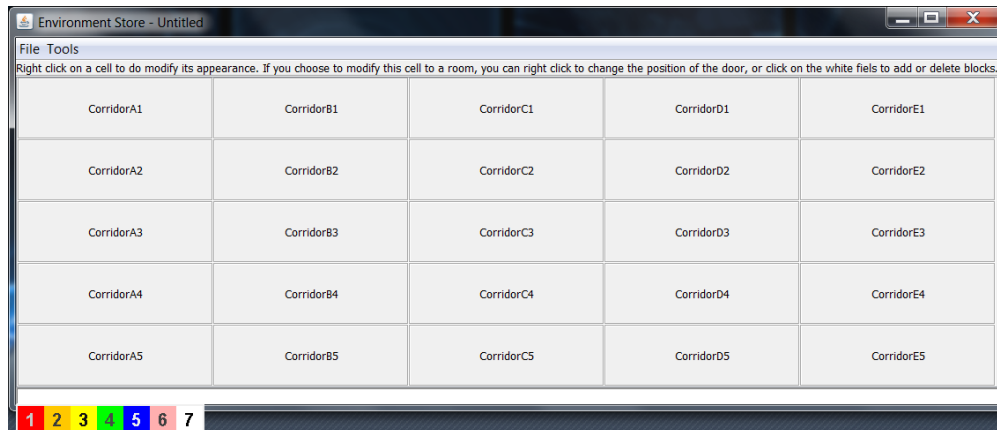 Environment Store - Untitled
File Tools
Right click on a cell to do modify its appearance. If you choose to modify this cell to a room, you can right click to change the position of the door, or click on the white fiels to add or delete blocks.
CorridorA1 CorridorB1 CorridorC1 CorridorD1 CorridorE1
CorridorA2 CorridorB2 CorridorC2 CorridorD2 CorridorE2
CorridorA3 CorridorB3 CorridorC3 CorridorD3 CorridorE3
CorridorA4 CorridorB4 CorridorC4 CorridorD4 CorridorE4
CorridorA5 CorridorB5 CorridorC5 CorridorD5 CorridorE5
1 2 3 4 5 6 7